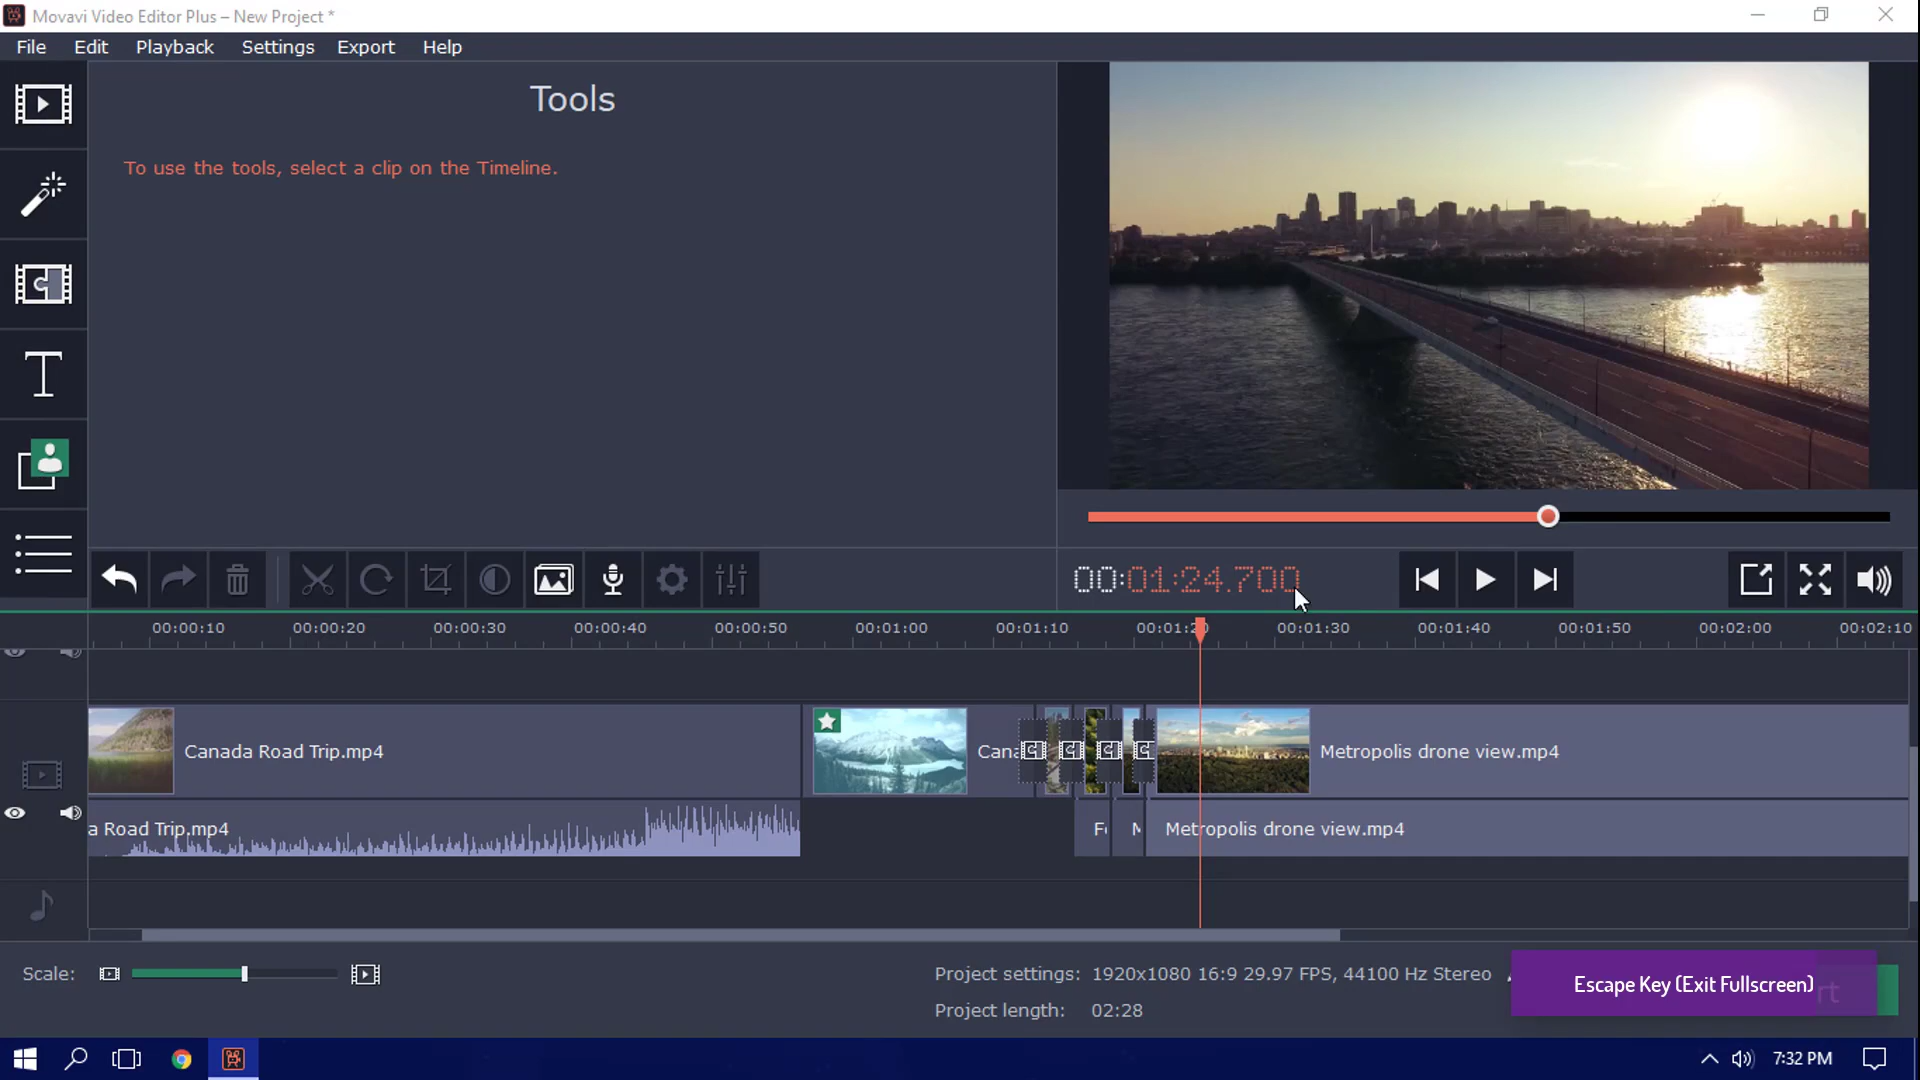 Movavi Video Editor Plus – New Project *
File Edit Playback Settings Export Help
Tools
To use the tools, select a clip on the Timeline.
00:01:24.700
00:00:10 00:00:20 00:00:30 00:00:40 00:00:50 00:01:00 00:01:10 00:01:20 00:01:30 00:01:40 00:01:50 00:02:00 00:02:10
Canada Road Trip.mp4
Cana
Metropolis drone view.mp4
a Road Trip.mp4
Metropolis drone view.mp4
Scale:
Project settings: 1920x1080 16:9 29.97 FPS, 44100 Hz Stereo
Escape Key (Exit Fullscreen)
Project length: 02:28
7:32 PM